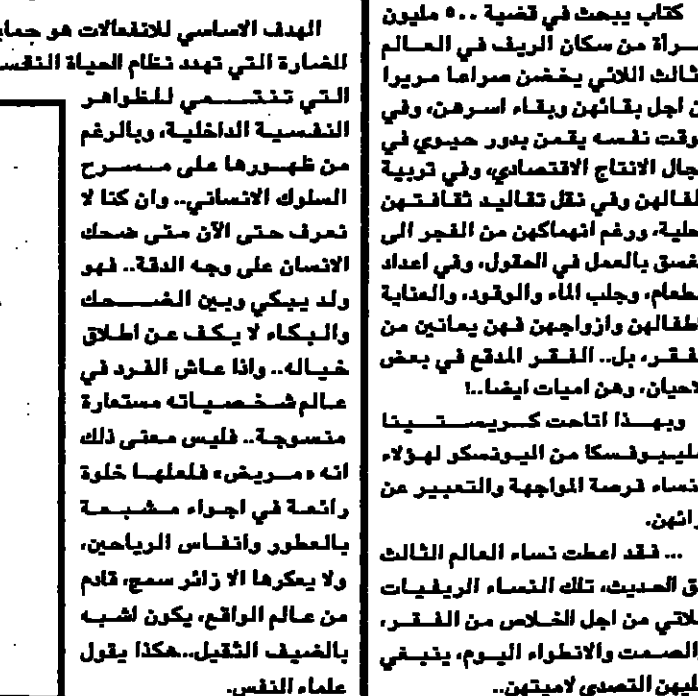 كتاب يبحث في قضية ٥٠٠ مليون
امرأة من سكان الريف في العالم
الثالث اللائي يخضن صراعا مريرا
من اجل بقائهن وبقاء اسرهن، وفي
الوقت نفسه يقمن بدور حيوي في
مجال الانتاج الاقتصادي، وفي تربية
اطفالهن وفي نقل تقاليد ثقافتهن
المحلية، ورغم انهماكهن من الفجر الى
الغسق بالعمل في الحقول، وفي اعداد
الطعام، وجلب الماء والوقود، والعناية
باطفالهن وازواجهن فهن يعانين من
الفقر، بل.. الفقر المدقع في بعض
الاحيان، وهن اميات ايضا..!
وبهذا اتاحت كريستينا
من اليونسكو لهؤلاء
النساء فرصة المواجهة والتعبير عن
ارائهن.
... فقد اعطت نساء العالم الثالث
حق الحديث، تلك النساء الريفيات
اللاتي من اجل الخلاص من الفقر،
والصمت والانطواء اليوم، ينبغي
عليهن التصدي لاميتهن..
الهدف الاساسي للانفعالات هو
الضارة التي تهدد نظام الحياة
التي تنتمي للظواهر
النفسية الداخلية، وبالرغم
من ظهورها على مسرح
السلوك الانساني.. وان كنا لا
نعرف حتى الآن متى ضحك
الانسان على وجه الدقة.. فهو
ولد يبكي وبين الضحك
والبكاء لا يكف عن اطلاق
خياله.. واذا عاش الفرد في
عالم شخصياته مستعارة
منسوجة.. فليس معنى ذلك
انه «مريض» فلعلها خلوة
رائعة في اجواء مشبعة
بالعطور وانفاس الرياحين،
ولا يعكرها الا زائر سمج، قادم
من عالم الواقع، يكون اشبه
بالضيف الثقيل...هكذا يقول
علماء النفس.